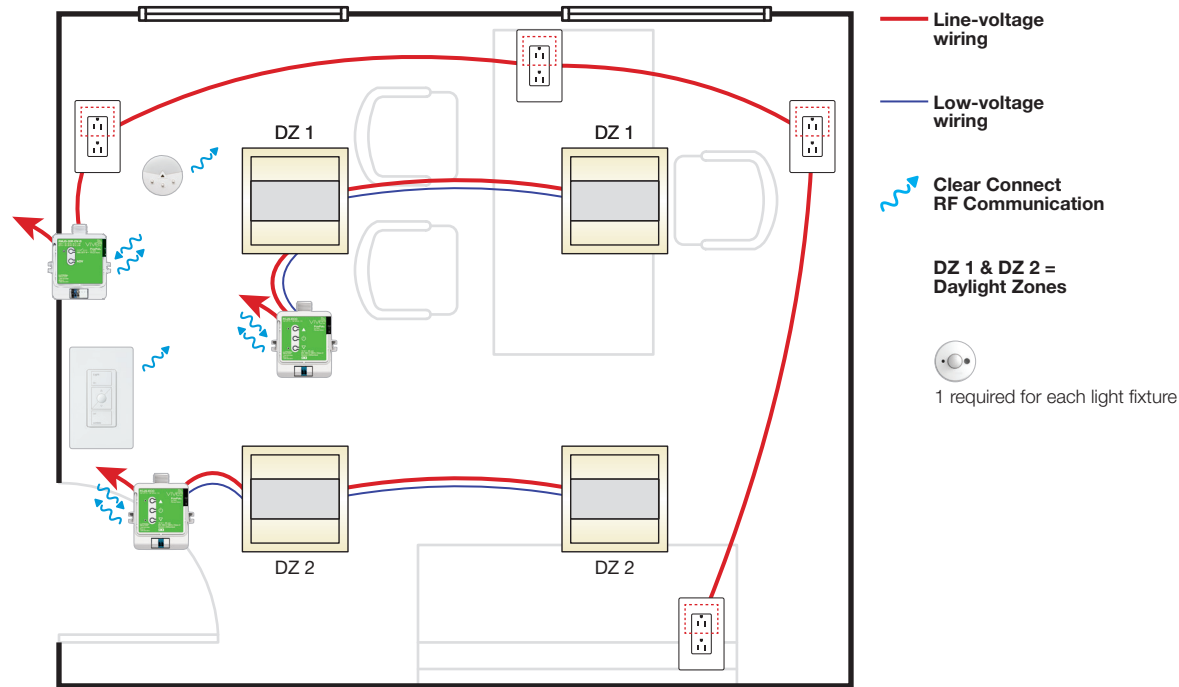 Line-voltage
wiring
DZ 1
DZ 1
Low-voltage
wiring
Clear Connect
RF Communication
DZ 1 & DZ 2 =
Daylight Zones
1 required for each light fixture
DZ 2
DZ 2